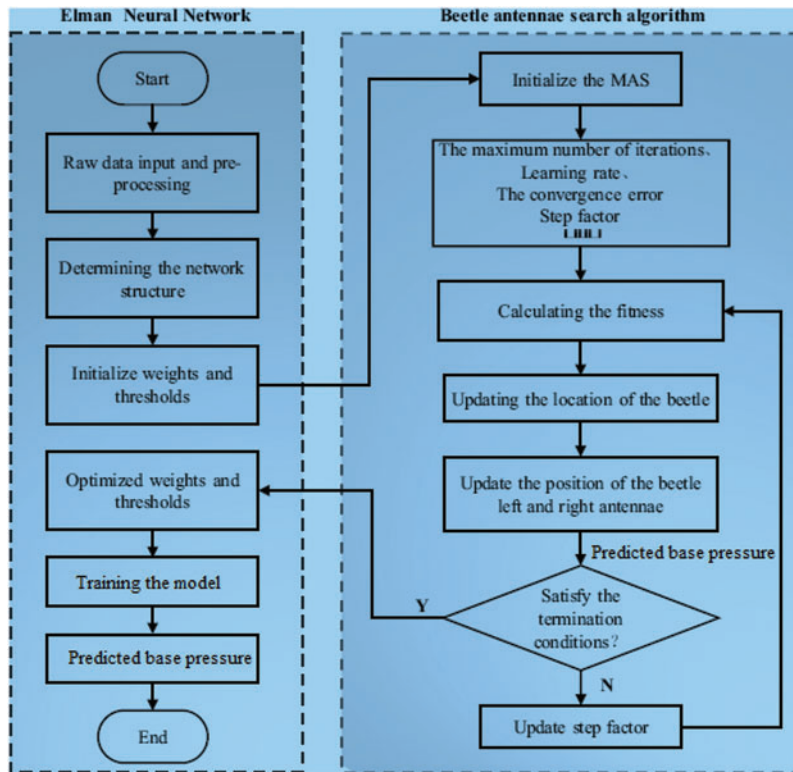 Elman Neural Network
Start
Raw data input and pre-
processing
Determining the network
structure
Initialize weights and
thresholds
Optimized weights and
thresholds
Training the model
Predicted base pressure
End
Beetle antennae search algorithm
Initialize the MAS
The maximum number of iterations、
Learning rate、
The convergence error
Step factor
Calculating the fitness
Updating the location of the beetle
Update the position of the beetle
left and right antennae
Predicted base pressure
Satisfy the
termination
conditions？
Y
N
Update step factor